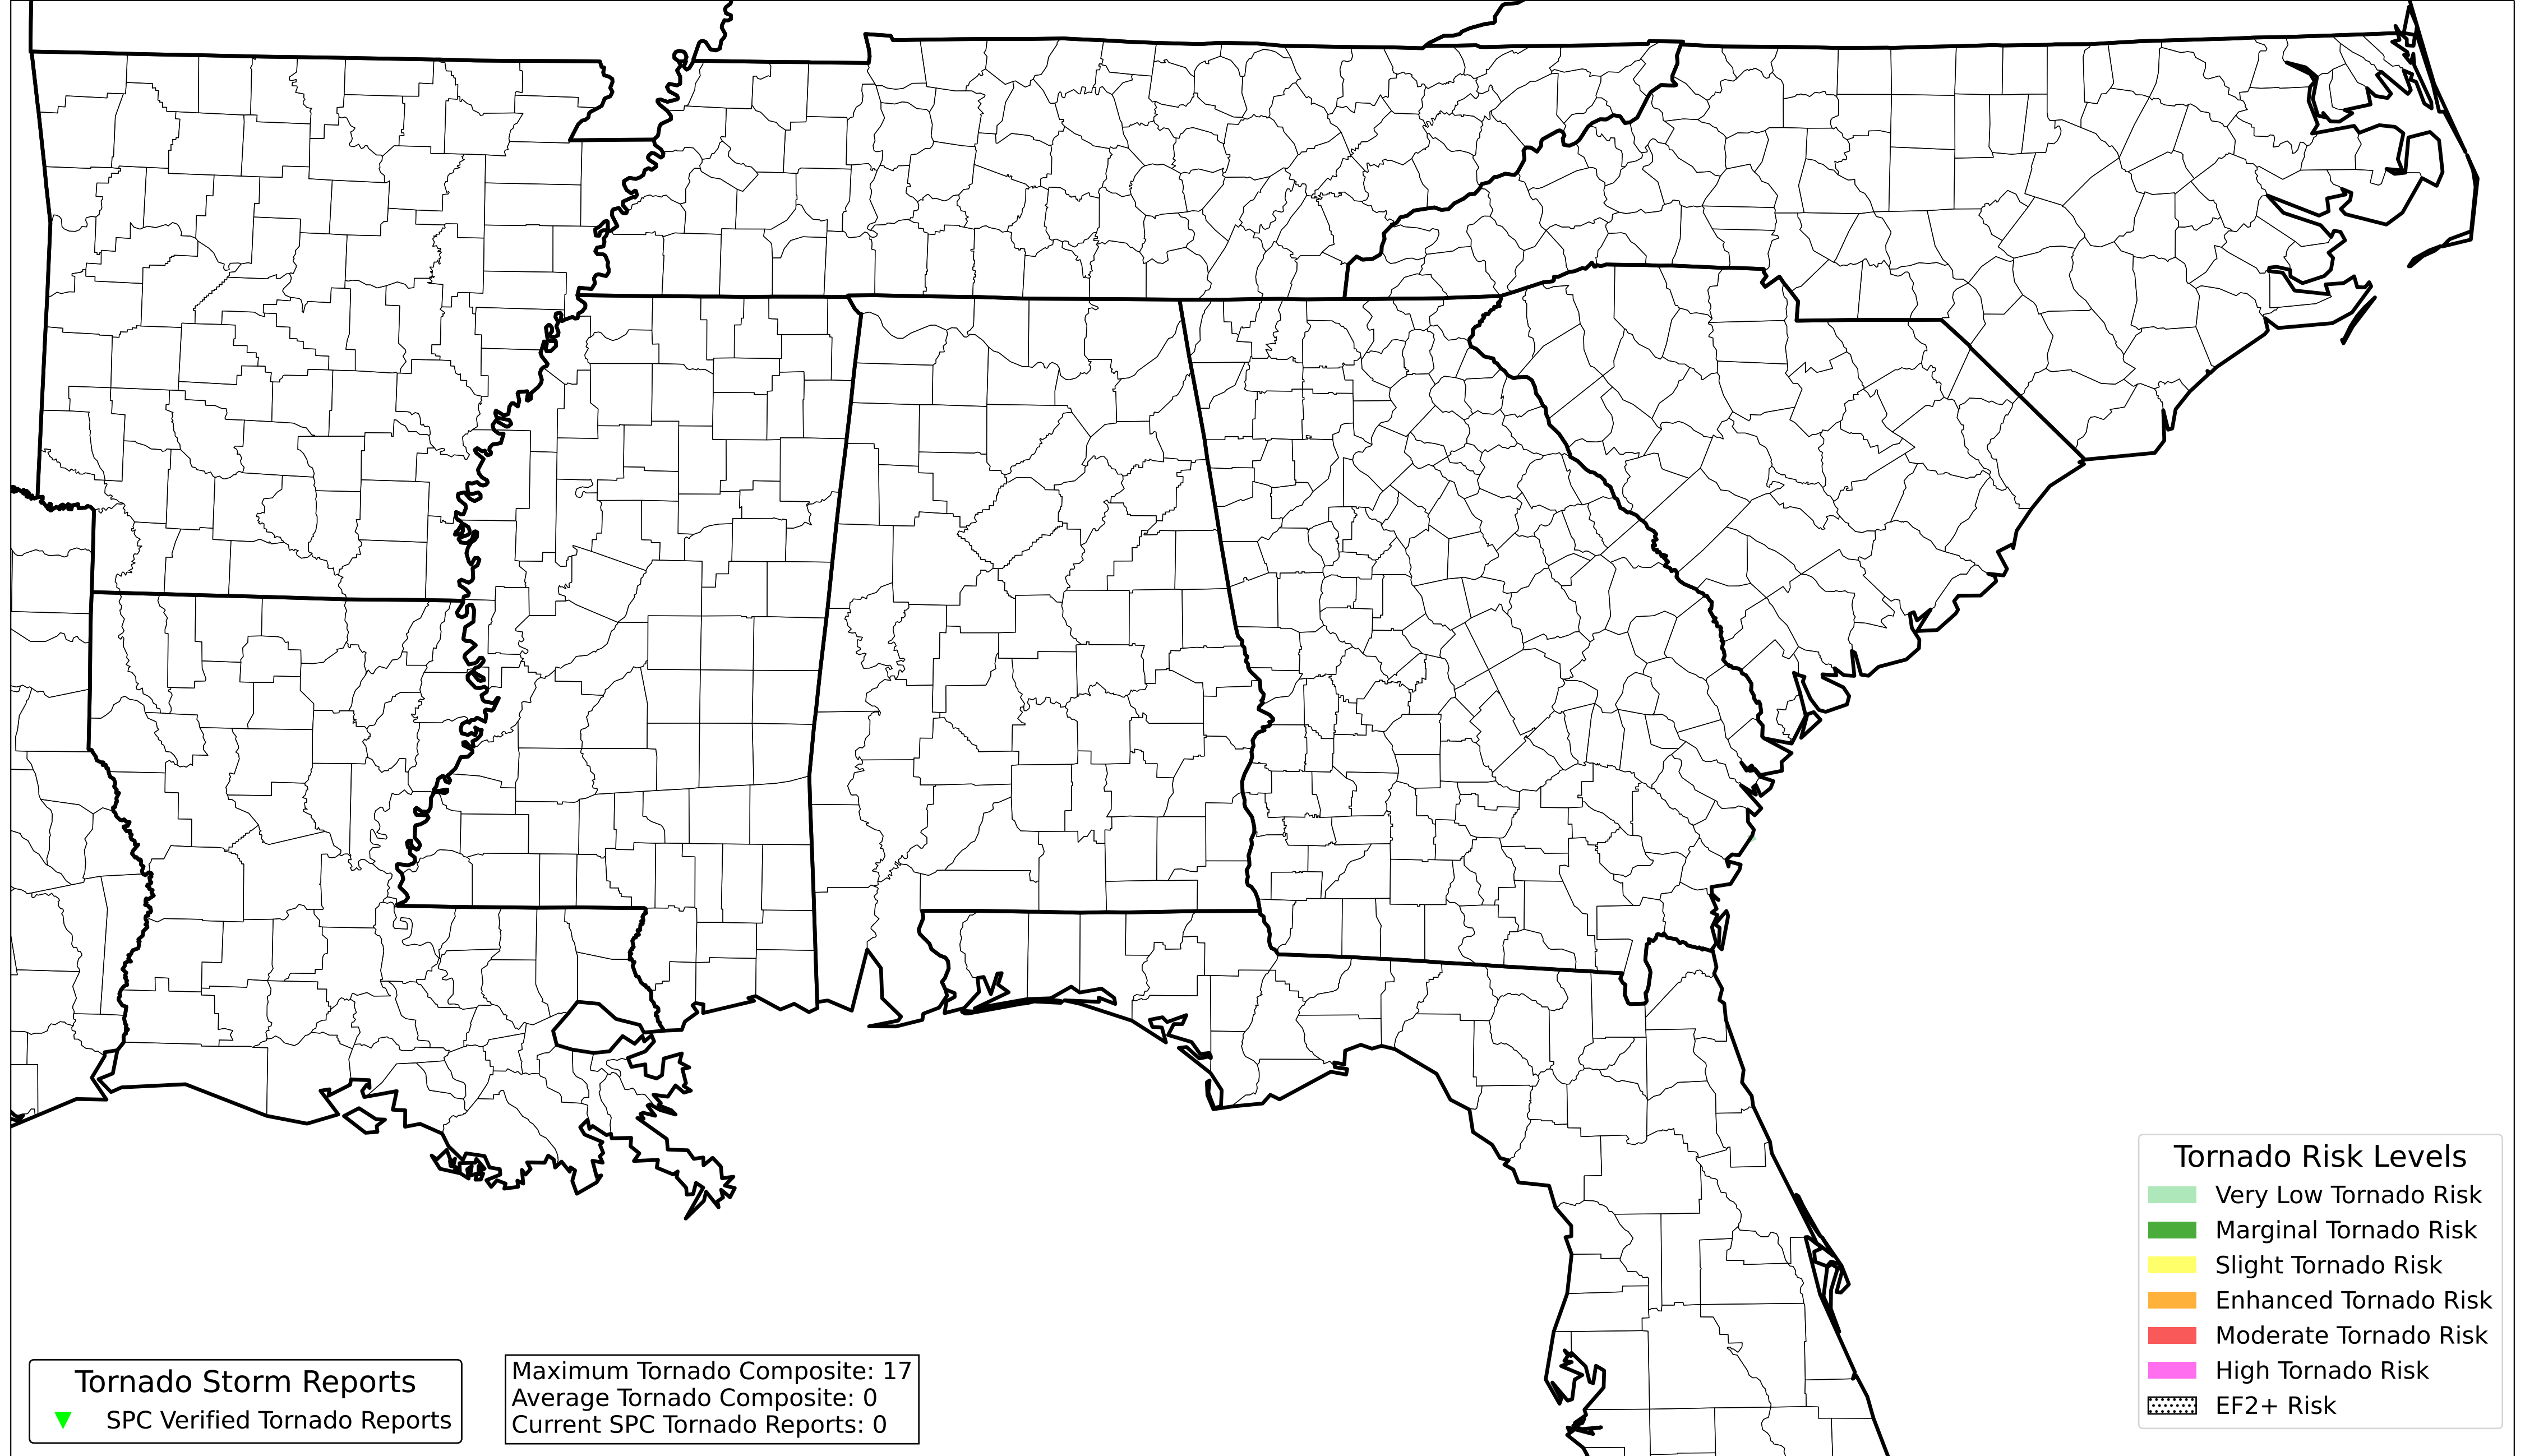 Tornado Risk Levels
Very Low Tornado Risk
Marginal Tornado Risk
Slight Tornado Risk
Enhanced Tornado Risk
Moderate Tornado Risk
High Tornado Risk
EF2+ Risk
Tornado Storm Reports
SPC Verified Tornado Reports
Maximum Tornado Composite: 17
Average Tornado Composite: 0
Current SPC Tornado Reports: 0